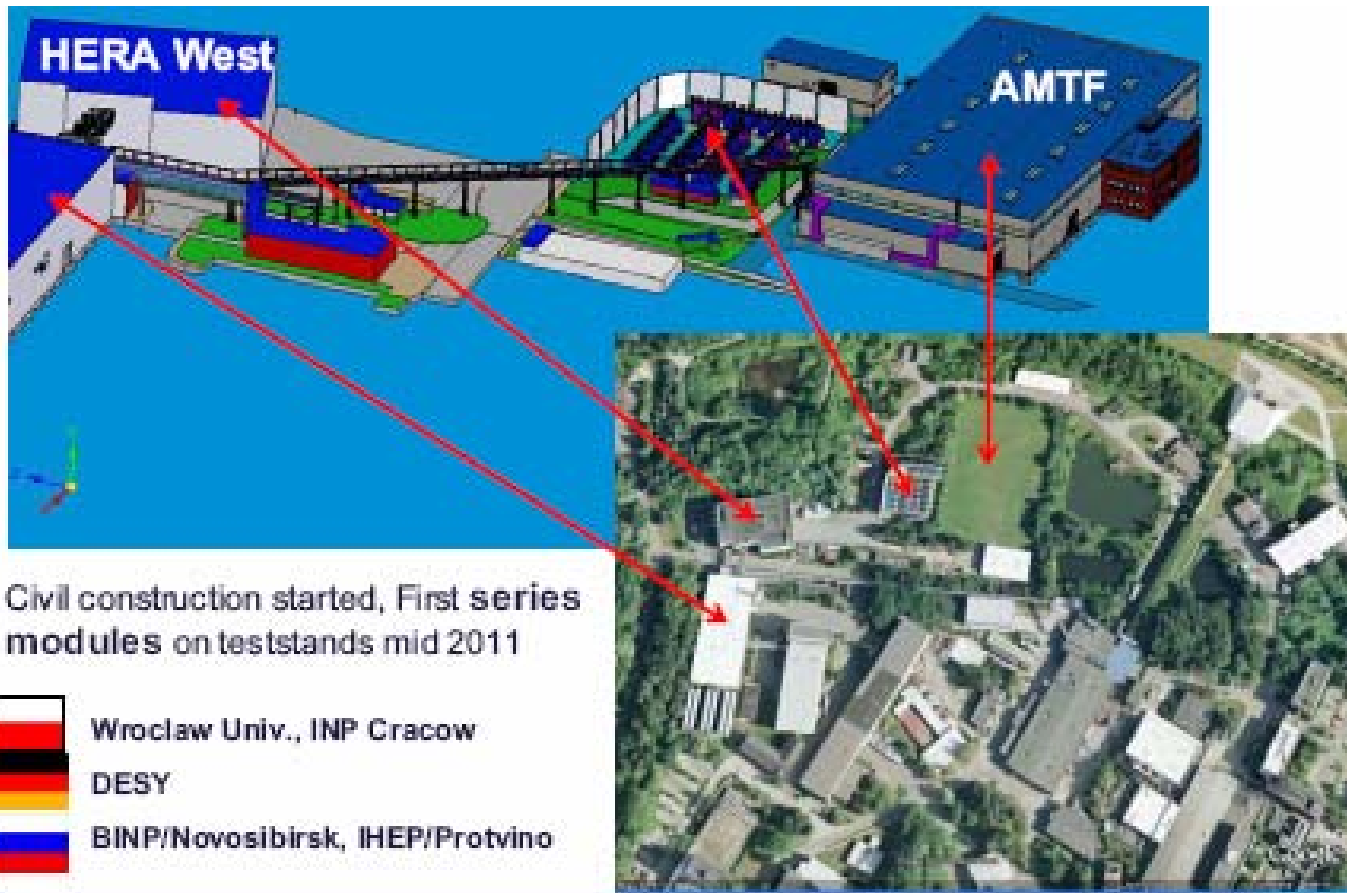 HERA West
AMTF
Civil construction started, First series
modules on teststands mid 2011
Wroclaw Univ., INP Cracow
DESY
BINP/Novosibirsk, IHEP/Protvino